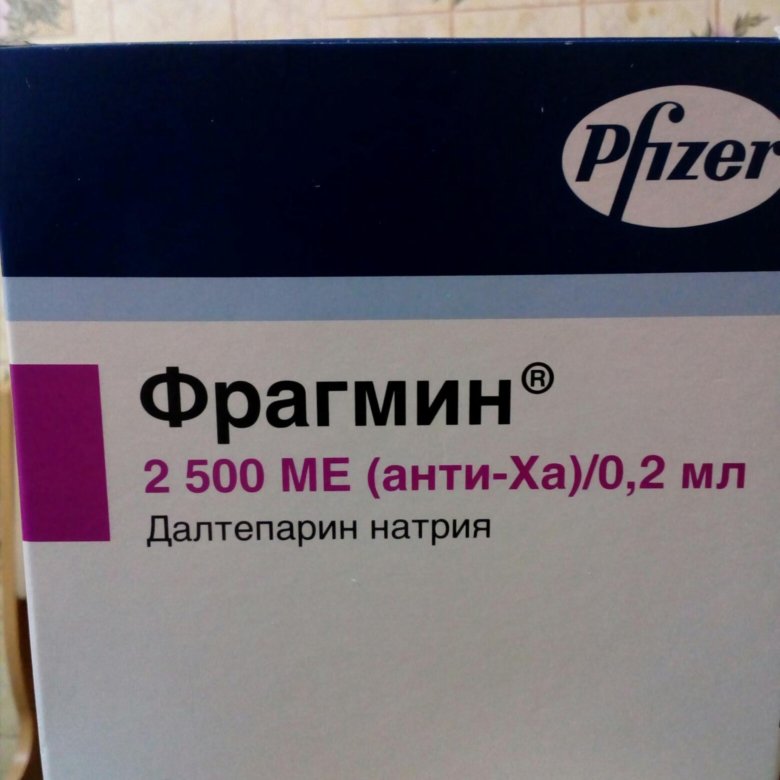 Pfizer
Фрагмин®
2 500 МЕ (анти-Ха)/0,2 мл
Далтепарин натрия